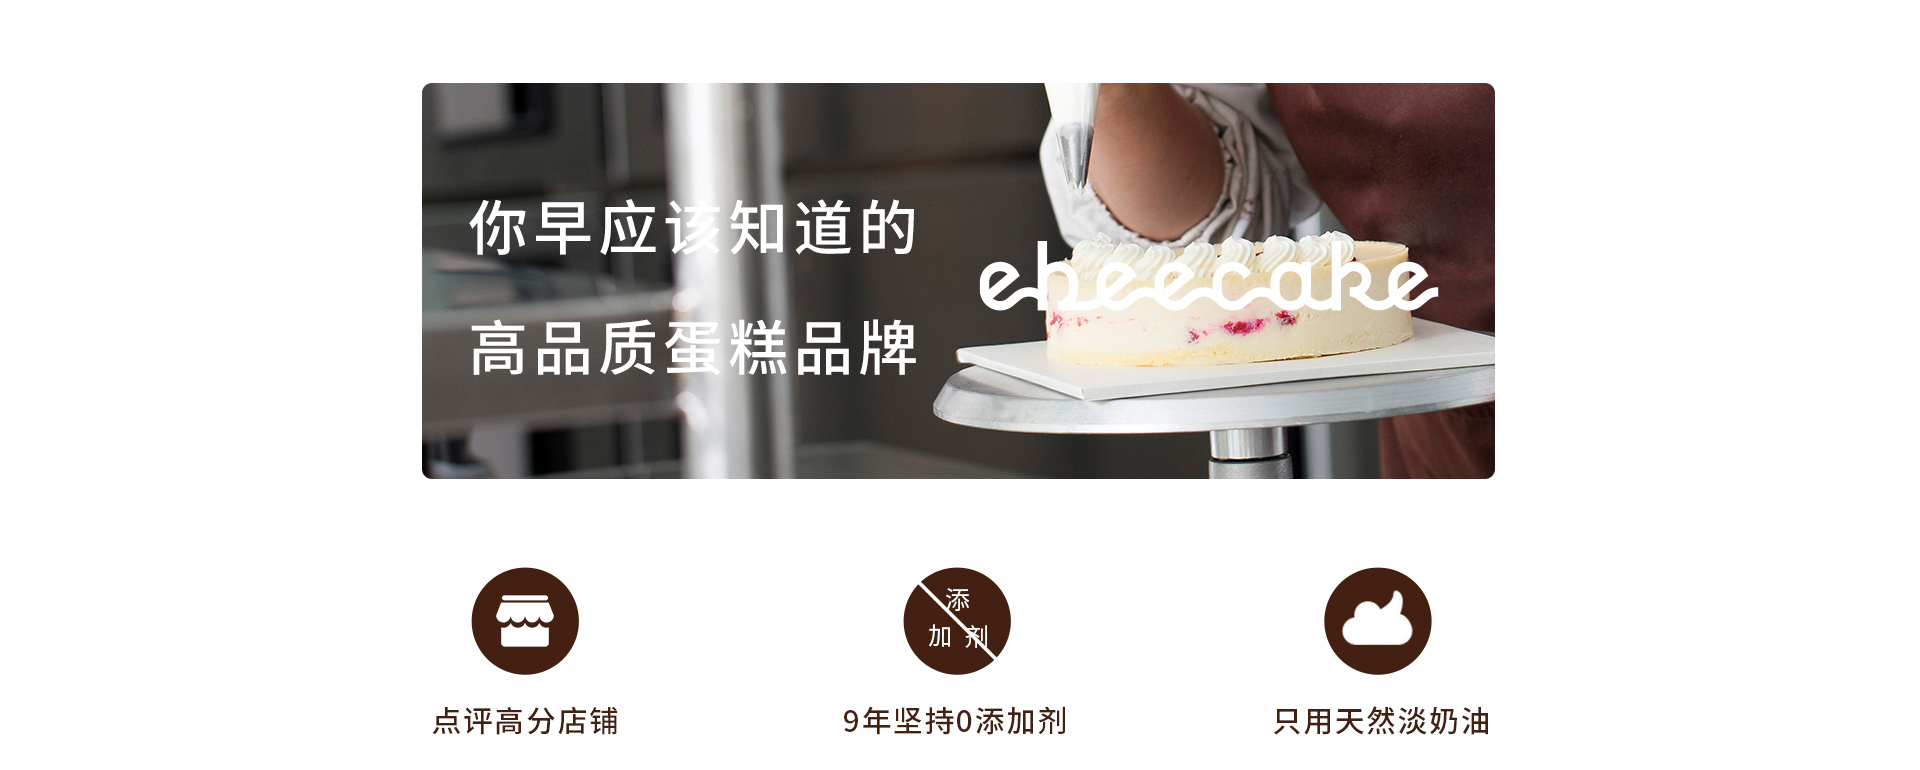 你早应该知道的
高品质蛋糕品牌
ebeecake
添
加 剂
点评高分店铺
9年坚持0添加剂
只用天然淡奶油